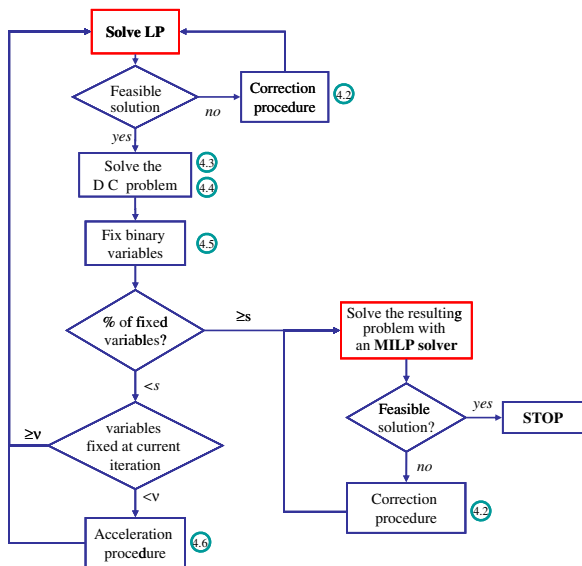 Solve LP
Feasible
solution
no
Correction
procedure
4.2
yes
Solve the
D C problem
4.3
4.4
Fix binary
variables
4.5
% of fixed
variables?
≥s
Solve the resulting
problem with
an MILP solver
<s
Feasible
solution?
yes
STOP
no
variables
fixed at current
iteration
≥ν
<ν
Correction
procedure
4.2
Acceleration
procedure
4.6